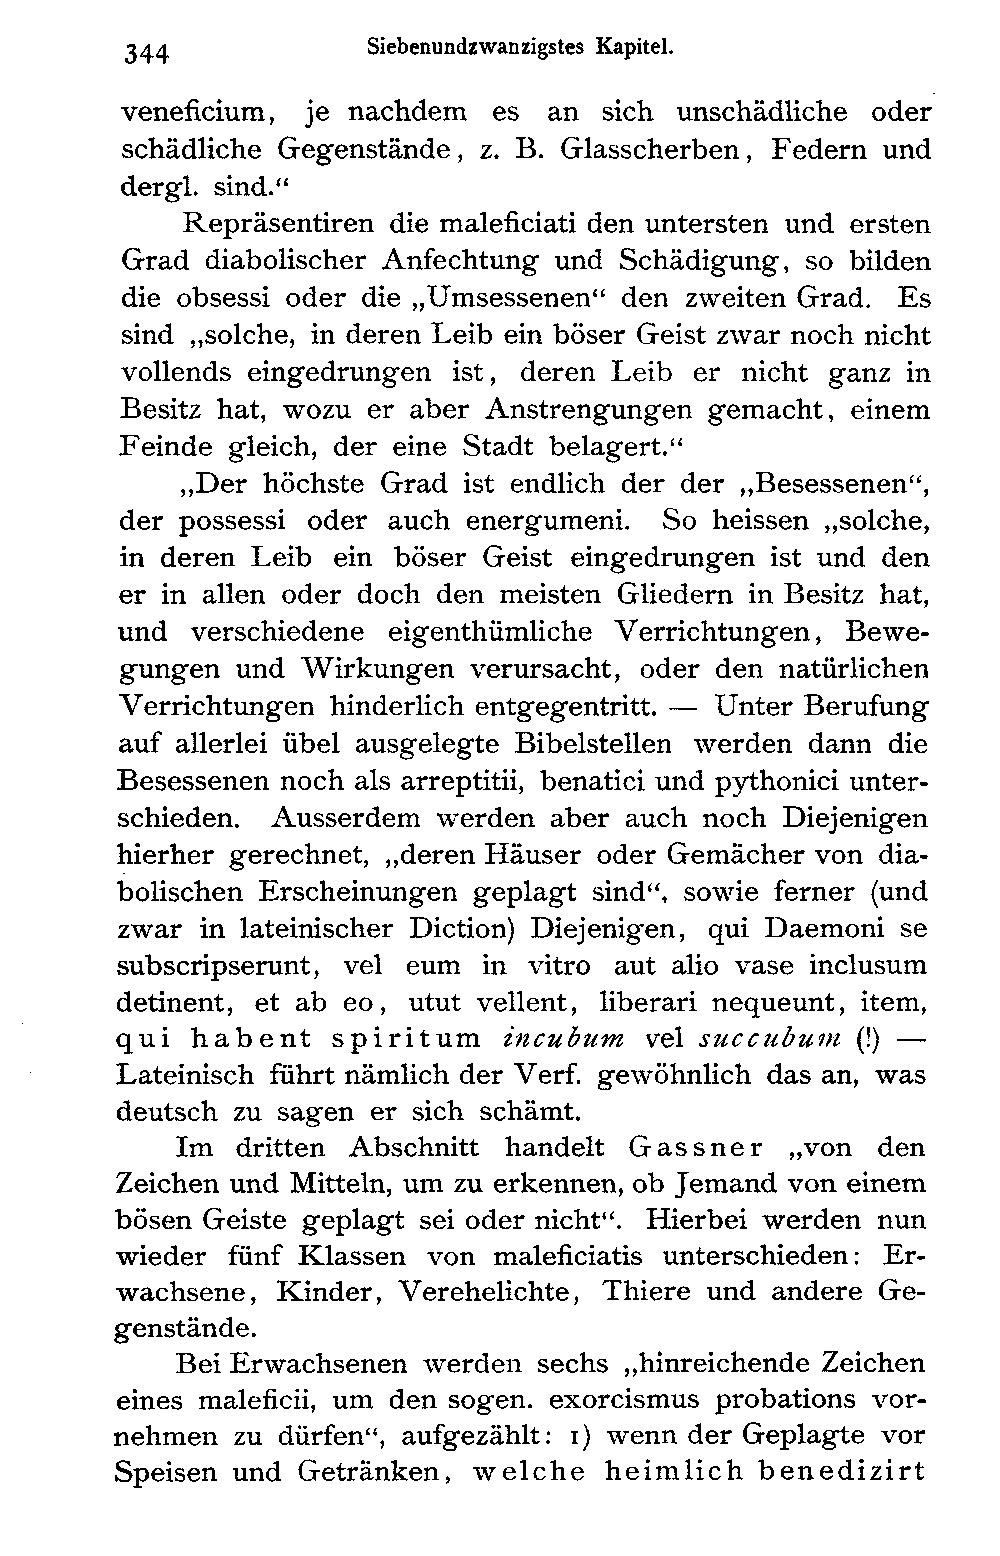 344
Siebenundzwanzigstes Kapitel.
veneficium, je nachdem es an sich unschädliche oder
schädliche Gegenstände, z. B. Glasscherben, Federn und
dergl. sind.“
Repräsentiren die maleficiati den untersten und ersten
Grad diabolischer Anfechtung und Schädigung, so bilden
die obsessi oder die „Umsessenen“ den zweiten Grad. Es
sind „solche, in deren Leib ein böser Geist zwar noch nicht
vollends eingedrungen ist, deren Leib er nicht ganz in
Besitz hat, wozu er aber Anstrengungen gemacht, einem
Feinde gleich, der eine Stadt belagert.“
„Der höchste Grad ist endlich der der „Besessenen“,
der possessi oder auch energumeni. So heissen „solche,
in deren Leib ein böser Geist eingedrungen ist und den
er in allen oder doch den meisten Gliedern in Besitz hat,
und verschiedene eigenthümliche Verrichtungen, Bewe-
gungen und Wirkungen verursacht, oder den natürlichen
Verrichtungen hinderlich entgegentritt. — Unter Berufung
auf allerlei übel ausgelegte Bibelstellen werden dann die
Besessenen noch als arreptitii, benatici und pythonici unter-
schieden. Ausserdem werden aber auch noch Diejenigen
hierher gerechnet, „deren Häuser oder Gemächer von dia-
bolischen Erscheinungen geplagt sind“, sowie ferner (und
zwar in lateinischer Diction) Diejenigen, qui Daemoni se
subscripserunt, vel eum in vitro aut alio vase inclusum
detinent, et ab eo, utut vellent, liberari nequeunt, item,
qui habent spiritum incubum vel succubum (!) —
Lateinisch führt nämlich der Verf. gewöhnlich das an, was
deutsch zu sagen er sich schämt.
Im dritten Abschnitt handelt Gassner „von den
Zeichen und Mitteln, um zu erkennen, ob Jemand von einem
bösen Geiste geplagt sei oder nicht“. Hierbei werden nun
wieder fünf Klassen von maleficiatis unterschieden: Er-
wachsene, Kinder, Verehelichte, Thiere und andere Ge-
genstände.
Bei Erwachsenen werden sechs „hinreichende Zeichen
eines maleficii, um den sogen. exorcismus probations vor-
nehmen zu dürfen“, aufgezählt: 1) wenn der Geplagte vor
Speisen und Getränken, welche heimlich benedizirt